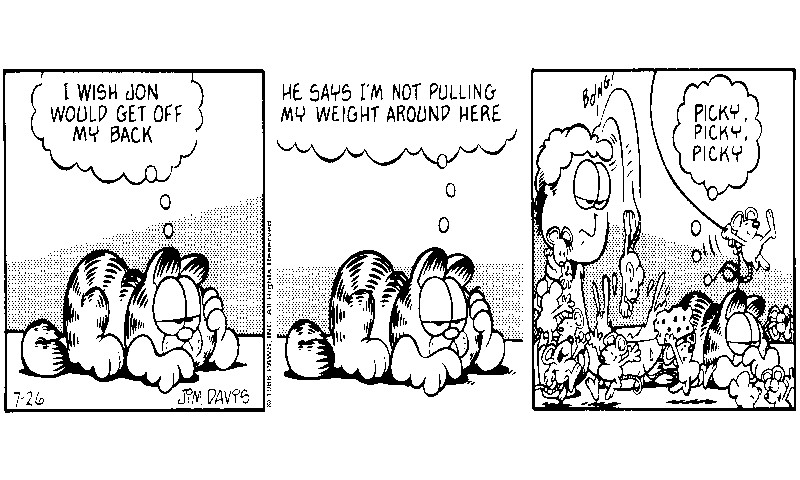 I WISH JON
WOULD GET OFF
MY BACK
7-26
JIM DAVIS
HE SAYS I'M NOT PULLING
MY WEIGHT AROUND HERE
BOING!
PICKY,
PICKY,
PICKY